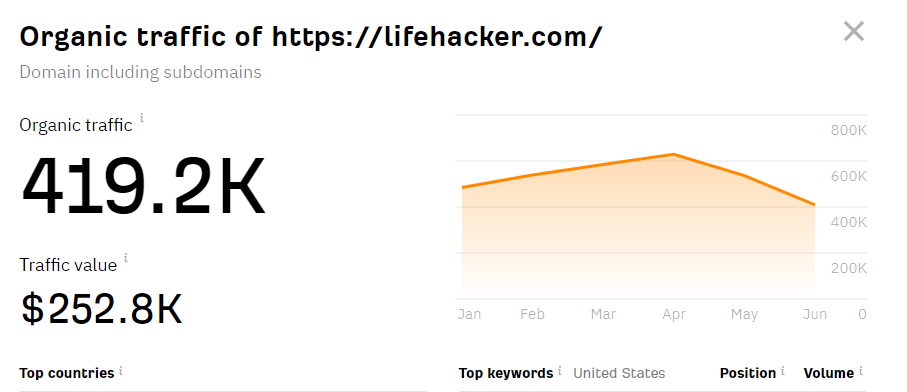 Organic traffic of https://lifehacker.com/
Domain including subdomains
Organic traffic i
419.2K
Traffic value i
$252.8K
800K
600K
400K
200K
Jan Feb Mar Apr May Jun 0
Top countries i
Top keywords i United States Position i Volume i